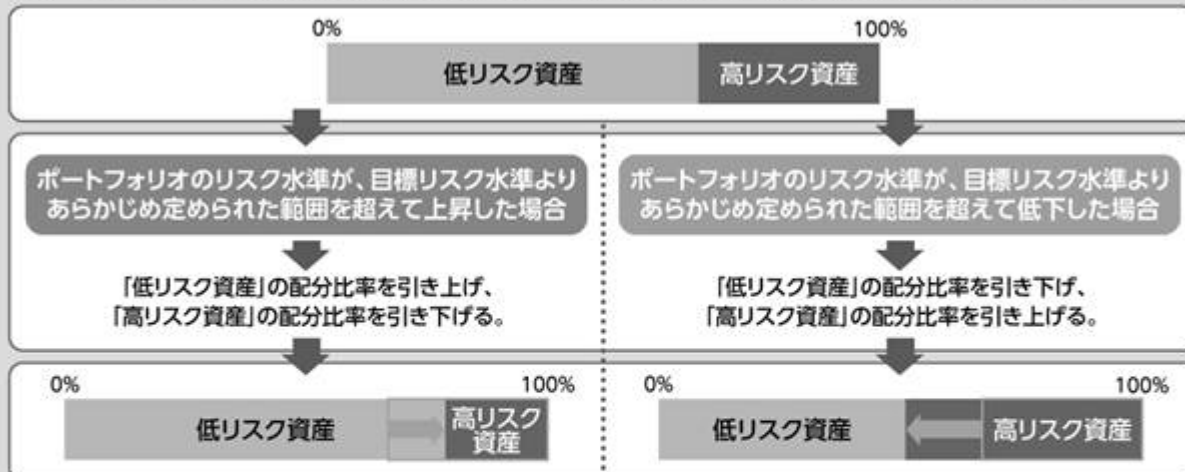 0% 100%
低リスク資産 高リスク資産
ポートフォリオのリスク水準が、目標リスク水準より
あらかじめ定められた範囲を超えて上昇した場合
「低リスク資産」の配分比率を引き上げ、
「高リスク資産」の配分比率を引き下げる。
0% 100%
低リスク資産 高リスク
資産
ポートフォリオのリスク水準が、目標リスク水準より
あらかじめ定められた範囲を超えて低下した場合
「低リスク資産」の配分比率を引き下げ、
「高リスク資産」の配分比率を引き上げる。
0% 100%
低リスク資産 高リスク資産